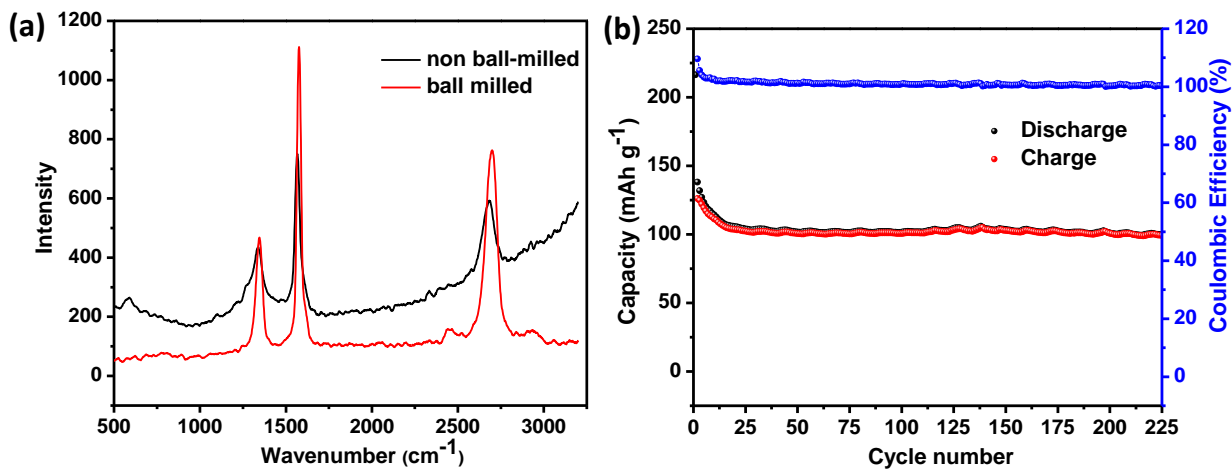 (a)
1200
1000
800
600
400
200
0
Intensity
non ball-milled
ball milled
500 1000 1500 2000 2500 3000
Wavenumber (cm⁻¹)
(b)
250
200
150
100
50
0
Capacity (mAh g⁻¹)
Discharge
Charge
120
100
80
60
40
20
0
Coulombic Efficiency (%)
0 25 50 75 100 125 150 175 200 225
Cycle number